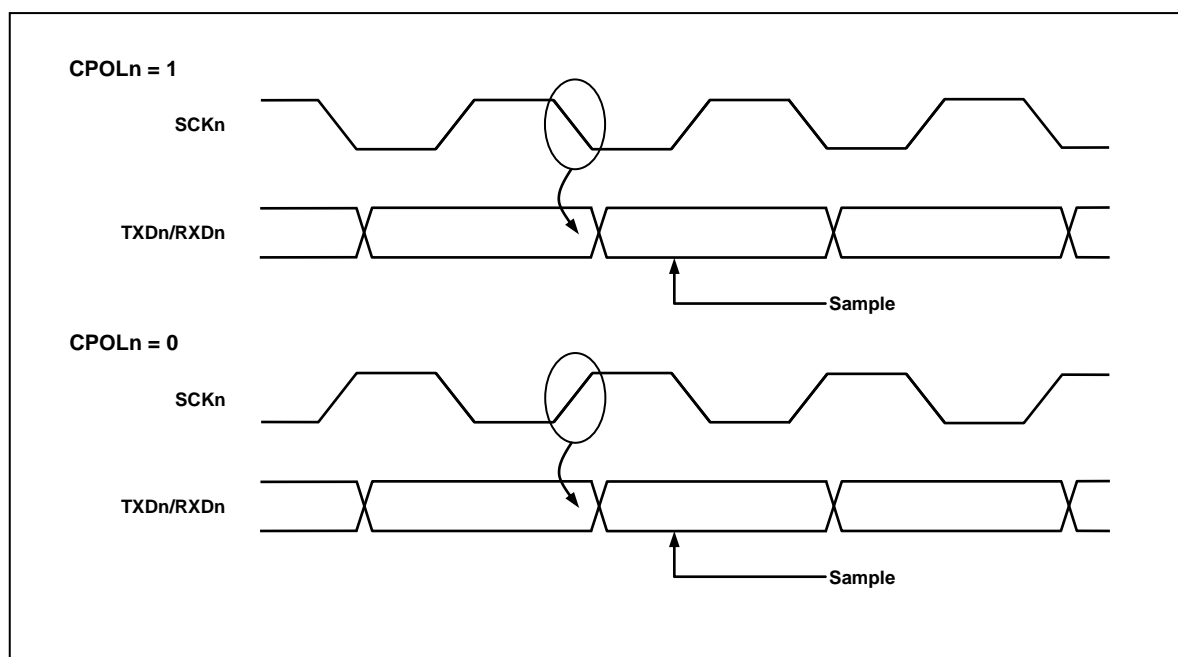 CPOLn = 1
SCKn
TXDn/RXDn
Sample
CPOLn = 0
SCKn
TXDn/RXDn
Sample